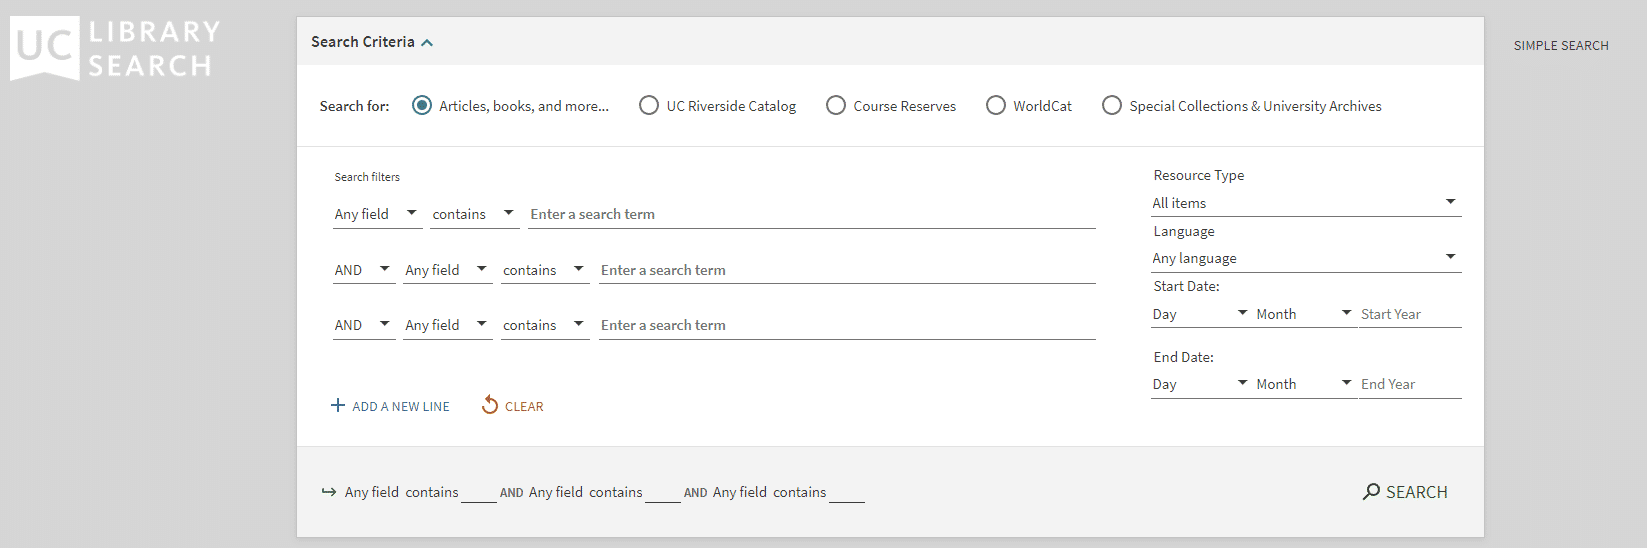 UC LIBRARY
SEARCH
Search Criteria
SIMPLE SEARCH
Search for: Articles, books, and more... UC Riverside Catalog Course Reserves WorldCat Special Collections & University Archives
Search filters
Any field contains Enter a search term
AND Any field contains Enter a search term
AND Any field contains Enter a search term
ADD A NEW LINE CLEAR
Resource Type
All items
Language
Any language
Start Date:
Day Month Start Year
End Date:
Day Month End Year
Any field contains AND Any field contains AND Any field contains
SEARCH